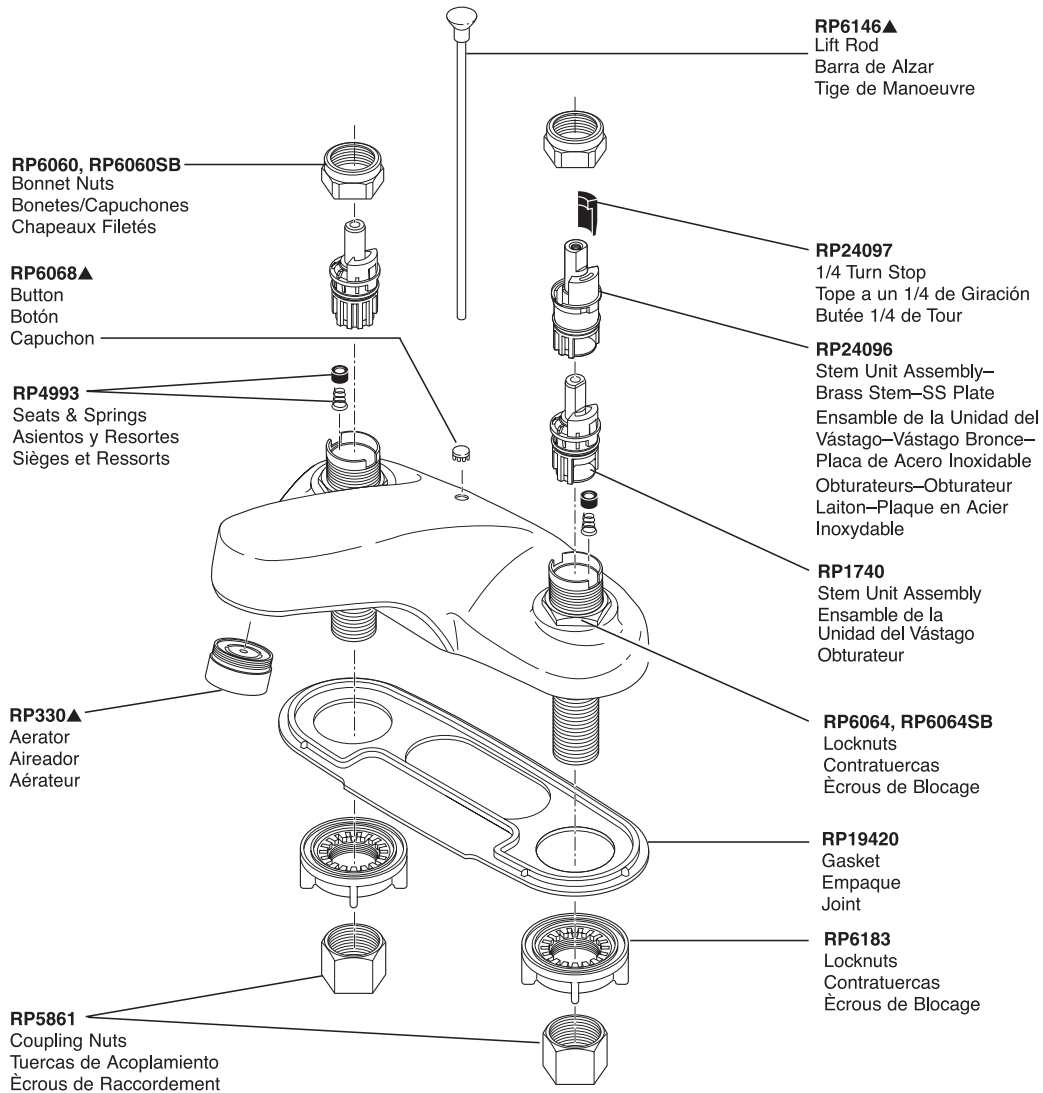 RP6146▲
Lift Rod
Barra de Alzar
Tige de Manoeuvre
RP6060, RP6060SB
Bonnet Nuts
Bonetes/Capuchones
Chapeaux Filetés
RP6068▲
Button
Botón
Capuchon
RP4993
Seats & Springs
Asientos y Resortes
Sièges et Ressorts
RP24097
1/4 Turn Stop
Tope a un 1/4 de Giración
Butée 1/4 de Tour
RP24096
Stem Unit Assembly–
Brass Stem–SS Plate
Ensamble de la Unidad del
Vástago–Vástago Bronce–
Placa de Acero Inoxidable
Obturateurs–Obturateur
Laiton–Plaque en Acier
Inoxydable
RP1740
Stem Unit Assembly
Ensamble de la
Unidad del Vástago
Obturateur
RP330▲
Aerator
Aireador
Aérateur
RP6064, RP6064SB
Locknuts
Contratuercas
Ècrous de Blocage
RP19420
Gasket
Empaque
Joint
RP6183
Locknuts
Contratuercas
Ècrous de Blocage
RP5861
Coupling Nuts
Tuercas de Acoplamiento
Ècrous de Raccordement